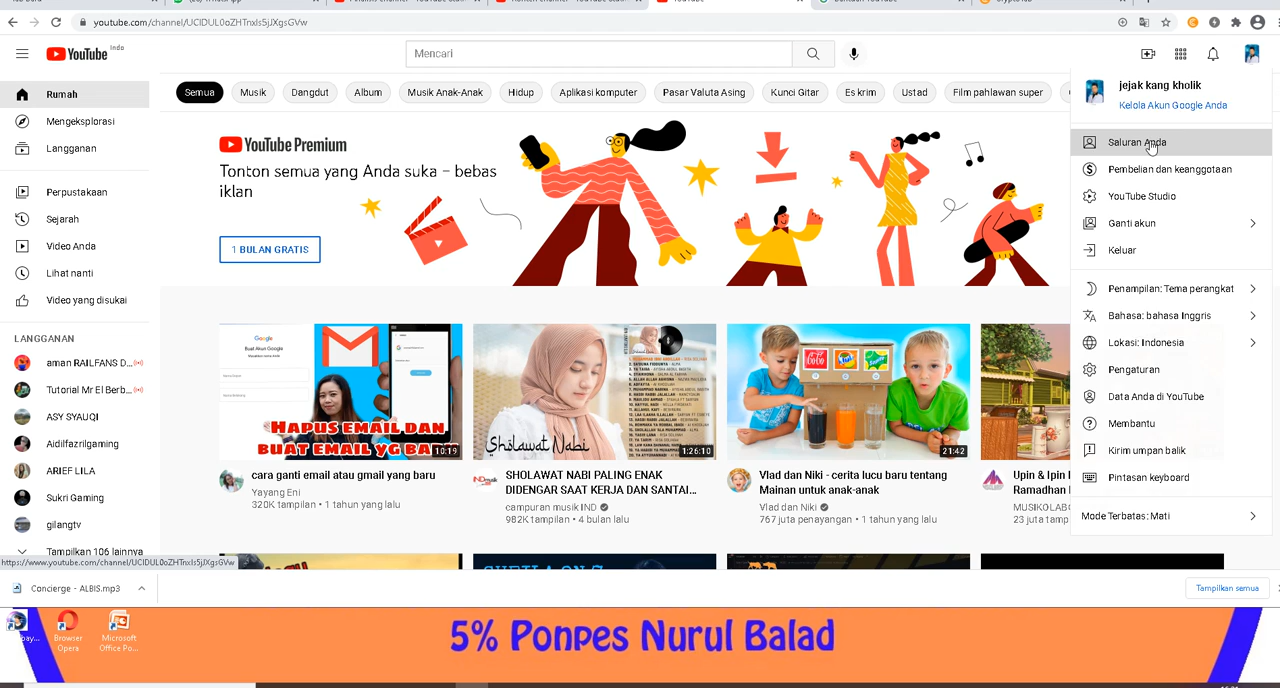 youtube.com/channel/UCIDUL0oZHTnxIs5jJXgsGVw
YouTube Indo
Mencari
Semua
Musik
Dangdut
Album
Musik Anak-Anak
Hidup
Aplikasi komputer
Pasar Valuta Asing
Kunci Gitar
Es krim
Ustad
Film pahlawan super
Rumah
Mengeksplorasi
Langganan
Perpustakaan
Sejarah
Video Anda
Lihat nanti
Video yang disukai
LANGGANAN
aman RAILFANS D...
Tutorial Mr El Berb...
ASY SYAUQI
Aidilfazrilgaming
ARIEF LILA
Sukri Gaming
gilangtv
Tampilkan 106 lainnya
YouTube Premium
Tonton semua yang Anda suka – bebas
iklan
1 BULAN GRATIS
Google
Buat Akun Google
HAPUS EMAIL DAN
BUAT EMAIL YG BA
10:19
cara ganti email atau gmail yang baru
Yayang Eni
320K tampilan • 1 tahun yang lalu
Sholawat Nabi
1:26:10
SHOLAWAT NABI PALING ENAK
DIDENGAR SAAT KERJA DAN SANTAI...
campuran musik IND
982K tampilan • 4 bulan lalu
21:42
Vlad dan Niki - cerita lucu baru tentang
Mainan untuk anak-anak
Vlad dan Niki
767 juta penayangan • 1 tahun yang lalu
Upin & Ipin
Ramadhan
MUSIKOLAB
23 juta tamp
jejak kang kholik
Kelola Akun Google Anda
Saluran Anda
Pembelian dan keanggotaan
YouTube Studio
Ganti akun
Keluar
Penampilan: Tema perangkat
Bahasa: bahasa Inggris
Lokasi: Indonesia
Pengaturan
Data Anda di YouTube
Membantu
Kirim umpan balik
Pintasan keyboard
Mode Terbatas: Mati
https://www.youtube.com/channel/UCIDUL0oZHTnxIs5jJXgsGVw
Concierge - ALBIS.mp3
Tampilkan semua
Browser
Opera
Microsoft
Office Po...
5% Ponpes Nurul Balad